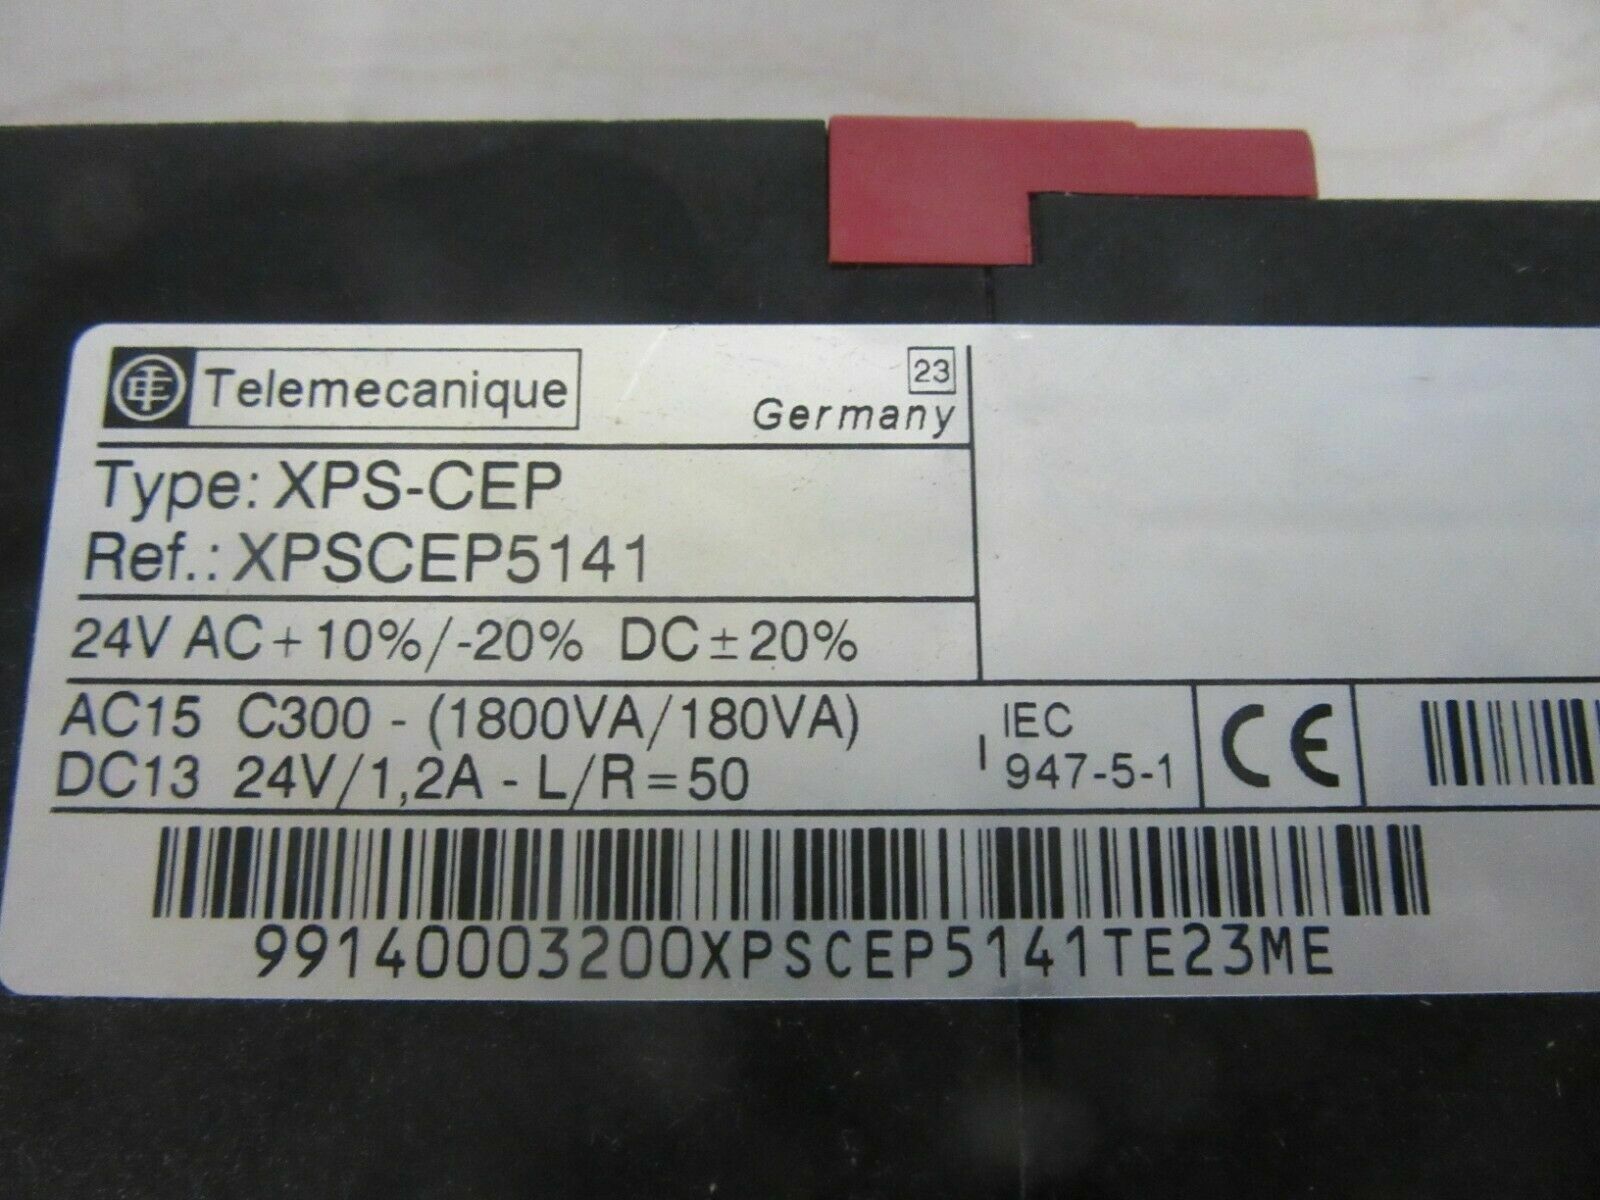 Telemecanique
23
Germany
Type: XPS-CEP
Ref.: XPSCEP5141
24V AC + 10%/-20% DC ± 20%
AC15 C300 - (1800VA/180VA)
DC13 24V/1,2A - L/R = 50
IEC
947-5-1
CE
99140003200XPSCEP5141TE23ME